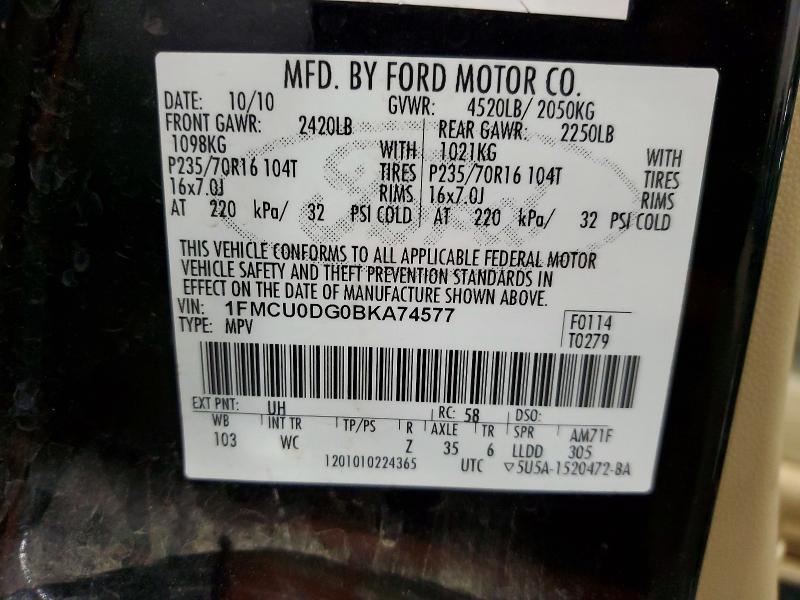 MFD. BY FORD MOTOR CO.
DATE: 10/10 GVWR: 4520LB/ 2050KG
FRONT GAWR: 2420LB REAR GAWR: 2250LB
1098KG WITH 1021KG WITH
P235/70R16 104T TIRES P235/70R16 104T TIRES
16x7.0J RIMS 16x7.0J RIMS
AT 220 kPa/ 32 PSI COLD AT 220 kPa/ 32 PSI COLD
THIS VEHICLE CONFORMS TO ALL APPLICABLE FEDERAL MOTOR
VEHICLE SAFETY AND THEFT PREVENTION STANDARDS IN
EFFECT ON THE DATE OF MANUFACTURE SHOWN ABOVE.
VIN: 1FMCU0DG0BKA74577
TYPE: MPV
F0114
T0279
EXT PNT: UH RC: 58 DSO:
WB INT TR TP/PS R AXLE TR SPR AM71F
103 WC Z 35 6 LLDD 305
1201010224365 UTC ▽5U5A-1520472-BA